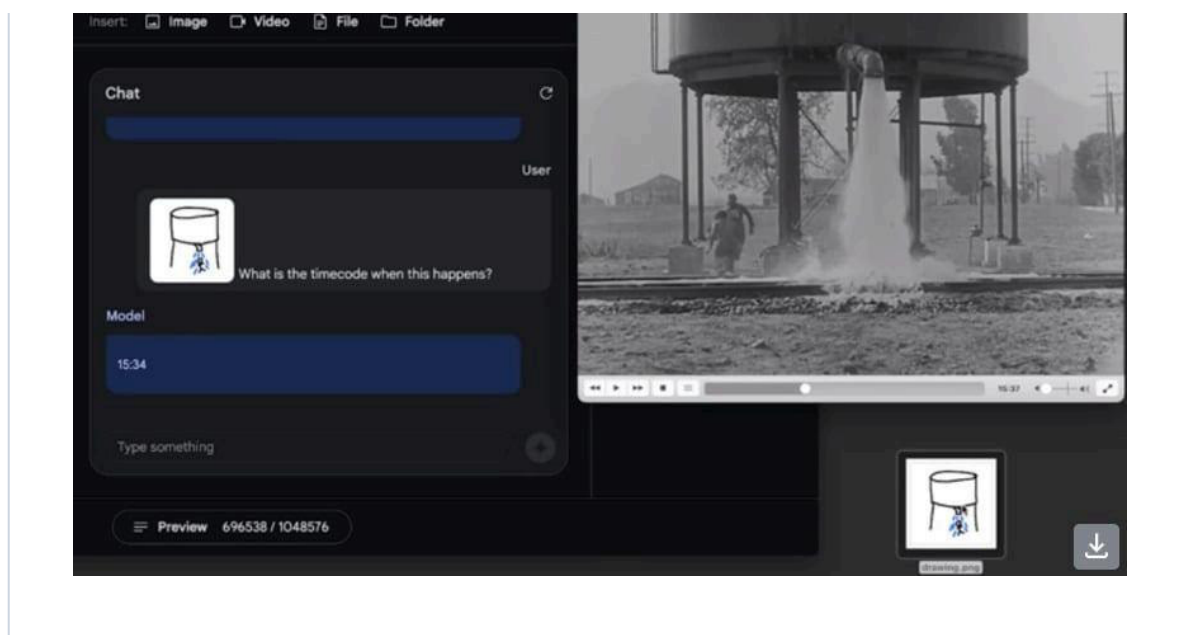 Insert: Image Video File Folder
Chat
User
What is the timecode when this happens?
Model
15:34
15:37
Type something
Preview 696538 / 1048576
drawing.png